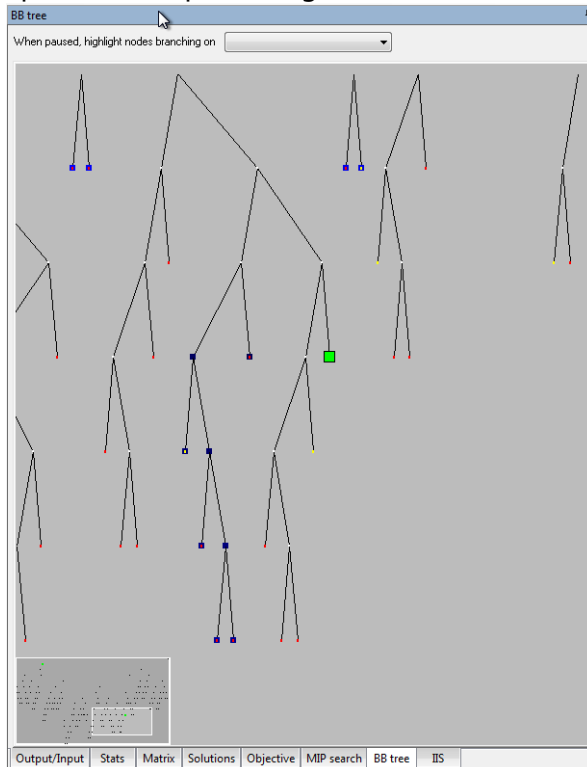 BB tree
When paused, highlight nodes branching on
Output/Input Stats Matrix Solutions Objective MIP search BB tree IIS